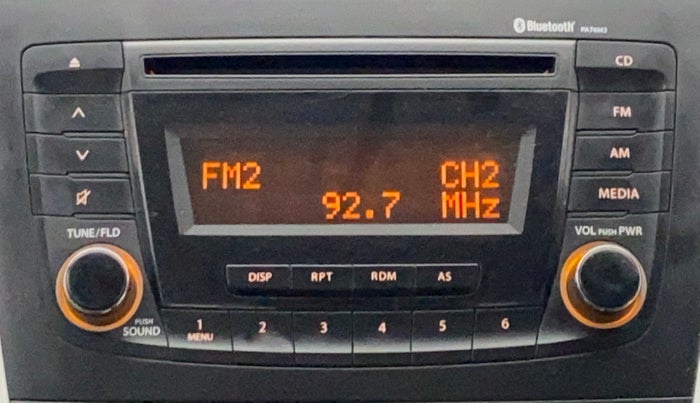 Bluetooth PA76M3
CD
FM
AM
MEDIA
FM2 CH2
92.7 MHz
TUNE/FLD
VOL PUSH PWR
DISP RPT RDM AS
PUSH
SOUND
1 2 3 4 5 6
MENU